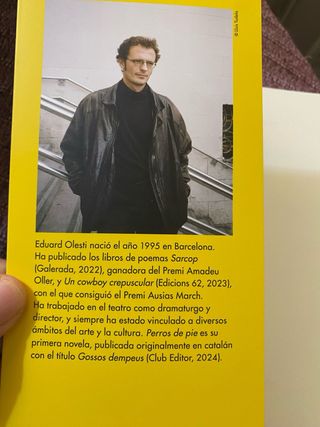 Eduard Olesti nació el año 1995 en Barcelona.
Ha publicado los libros de poemas Sarcop
(Galerada, 2022), ganadora del Premi Amadeu
Oller, y Un cowboy crepuscular (Edicions 62, 2023),
con el que consiguió el Premi Ausias March.
Ha trabajado en el teatro como dramaturgo y
director, y siempre ha estado vinculado a diversos
ámbitos del arte y la cultura. Perros de pie es su
primera novela, publicada originalmente en catalán
con el título Gossos dempeus (Club Editor, 2024).